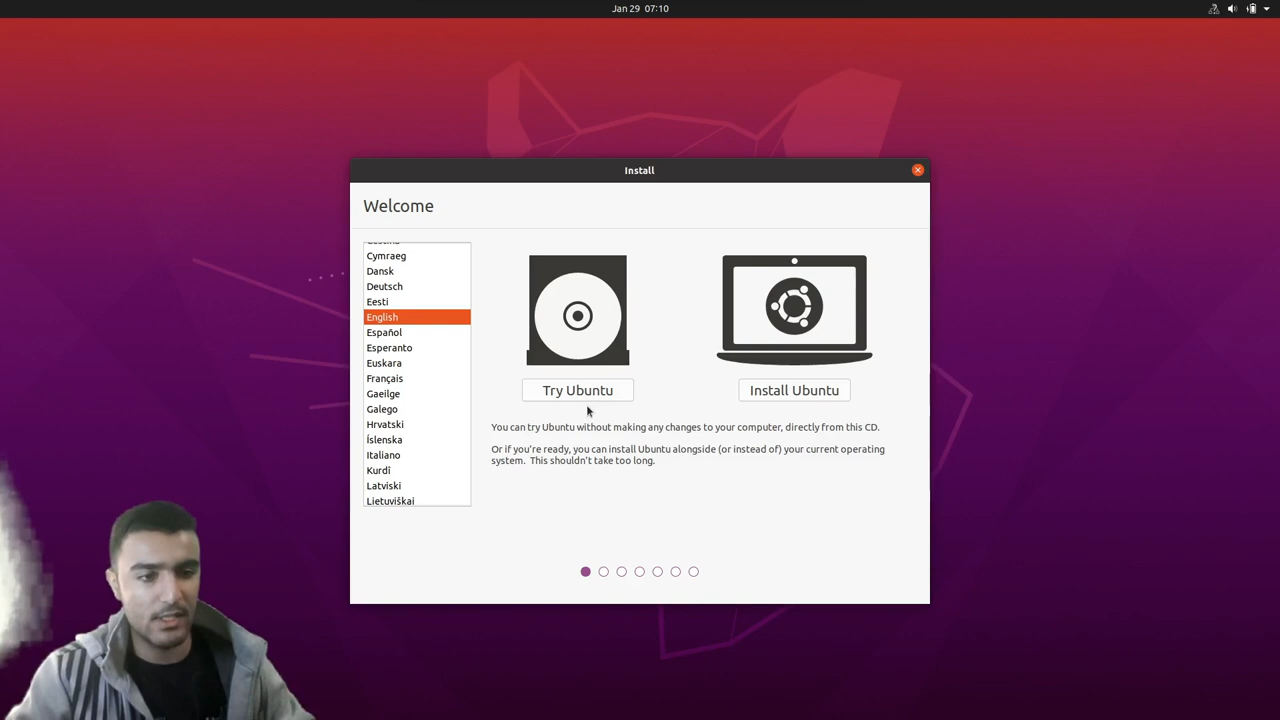 Jan 29 07:10
Install
Welcome
Cymraeg
Dansk
Deutsch
Eesti
English
Español
Esperanto
Euskara
Français
Gaeilge
Galego
Hrvatski
Íslenska
Italiano
Kurdî
Latviski
Lietuviškai
Try Ubuntu
Install Ubuntu
You can try Ubuntu without making any changes to your computer, directly from this CD.
Or if you're ready, you can install Ubuntu alongside (or instead of) your current operating
system. This shouldn't take too long.